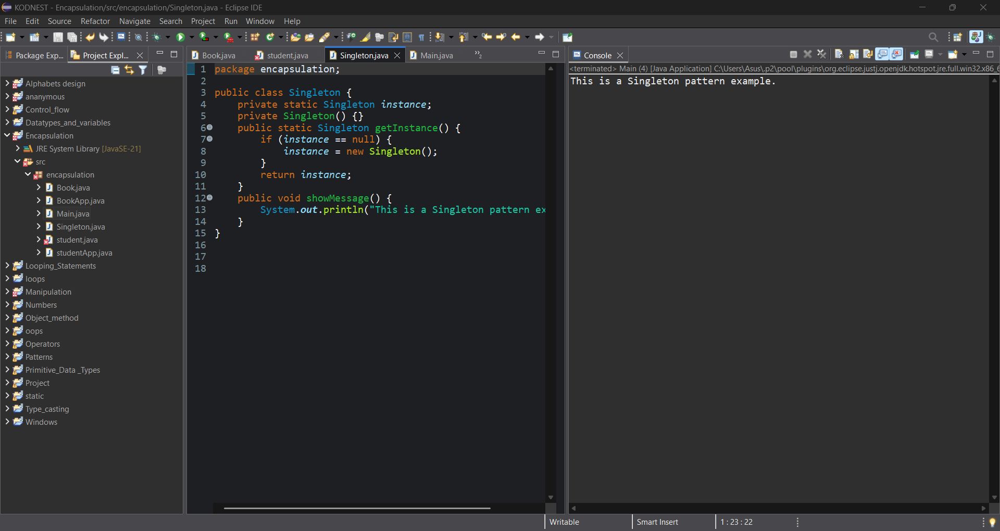 KODNEST - Encapsulation/src/encapsulation/Singleton.java - Eclipse IDE
File Edit Source Refactor Navigate Search Project Run Window Help
Package Exp... Project Expl...
Alphabets design
ananymous
Control_flow
Datatypes_and_variables
Encapsulation
JRE System Library [JavaSE-21]
src
encapsulation
Book.java
BookApp.java
Main.java
Singleton.java
student.java
studentApp.java
Looping_Statements
loops
Manipulation
Numbers
Object_method
oops
Operators
Patterns
Primitive_Data _Types
Project
static
Type_casting
Windows
Book.java student.java Singleton.java Main.java »2
1 package encapsulation;
2
3 public class Singleton {
4 private static Singleton instance;
5 private Singleton() {}
6 public static Singleton getInstance() {
7 if (instance == null) {
8 instance = new Singleton();
9 }
10 return instance;
11 }
12 public void showMessage() {
13 System.out.println("This is a Singleton pattern ex
14 }
15 }
16
17
18
Console
<terminated> Main (4) [Java Application] C:\Users\Asus\.p2\pool\plugins\org.eclipse.justj.openjdk.hotspot.jre.full.win32.x86_6
This is a Singleton pattern example.
Writable Smart Insert 1 : 23 : 22